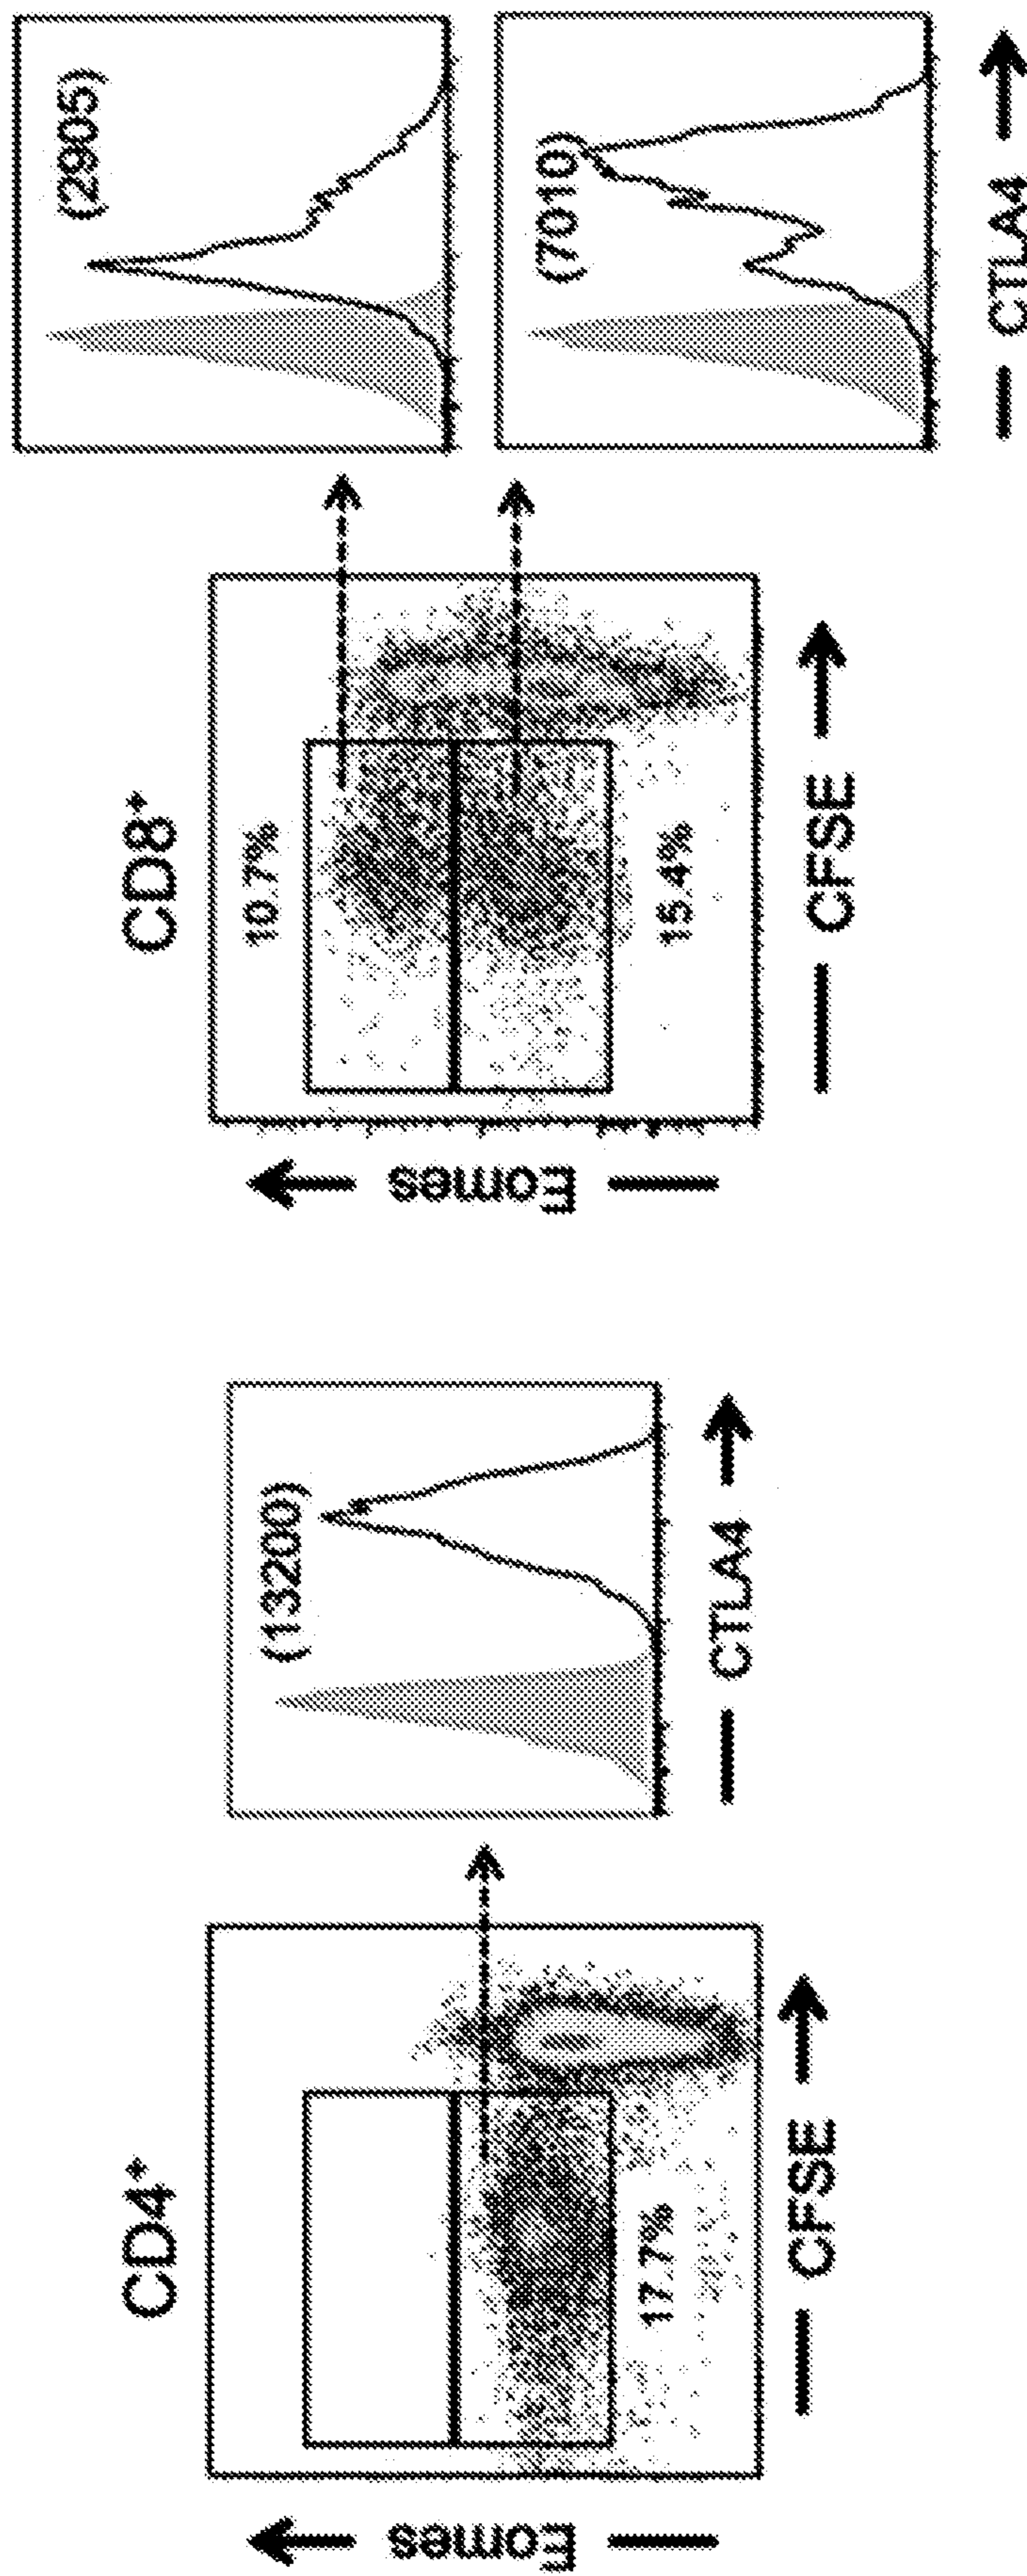 CD4⁺
Eomes
17.7%
CFSE
(13200)
CTLA4
CD8⁺
Eomes
10.7%
15.4%
CFSE
(2905)
(7010)
CTLA4